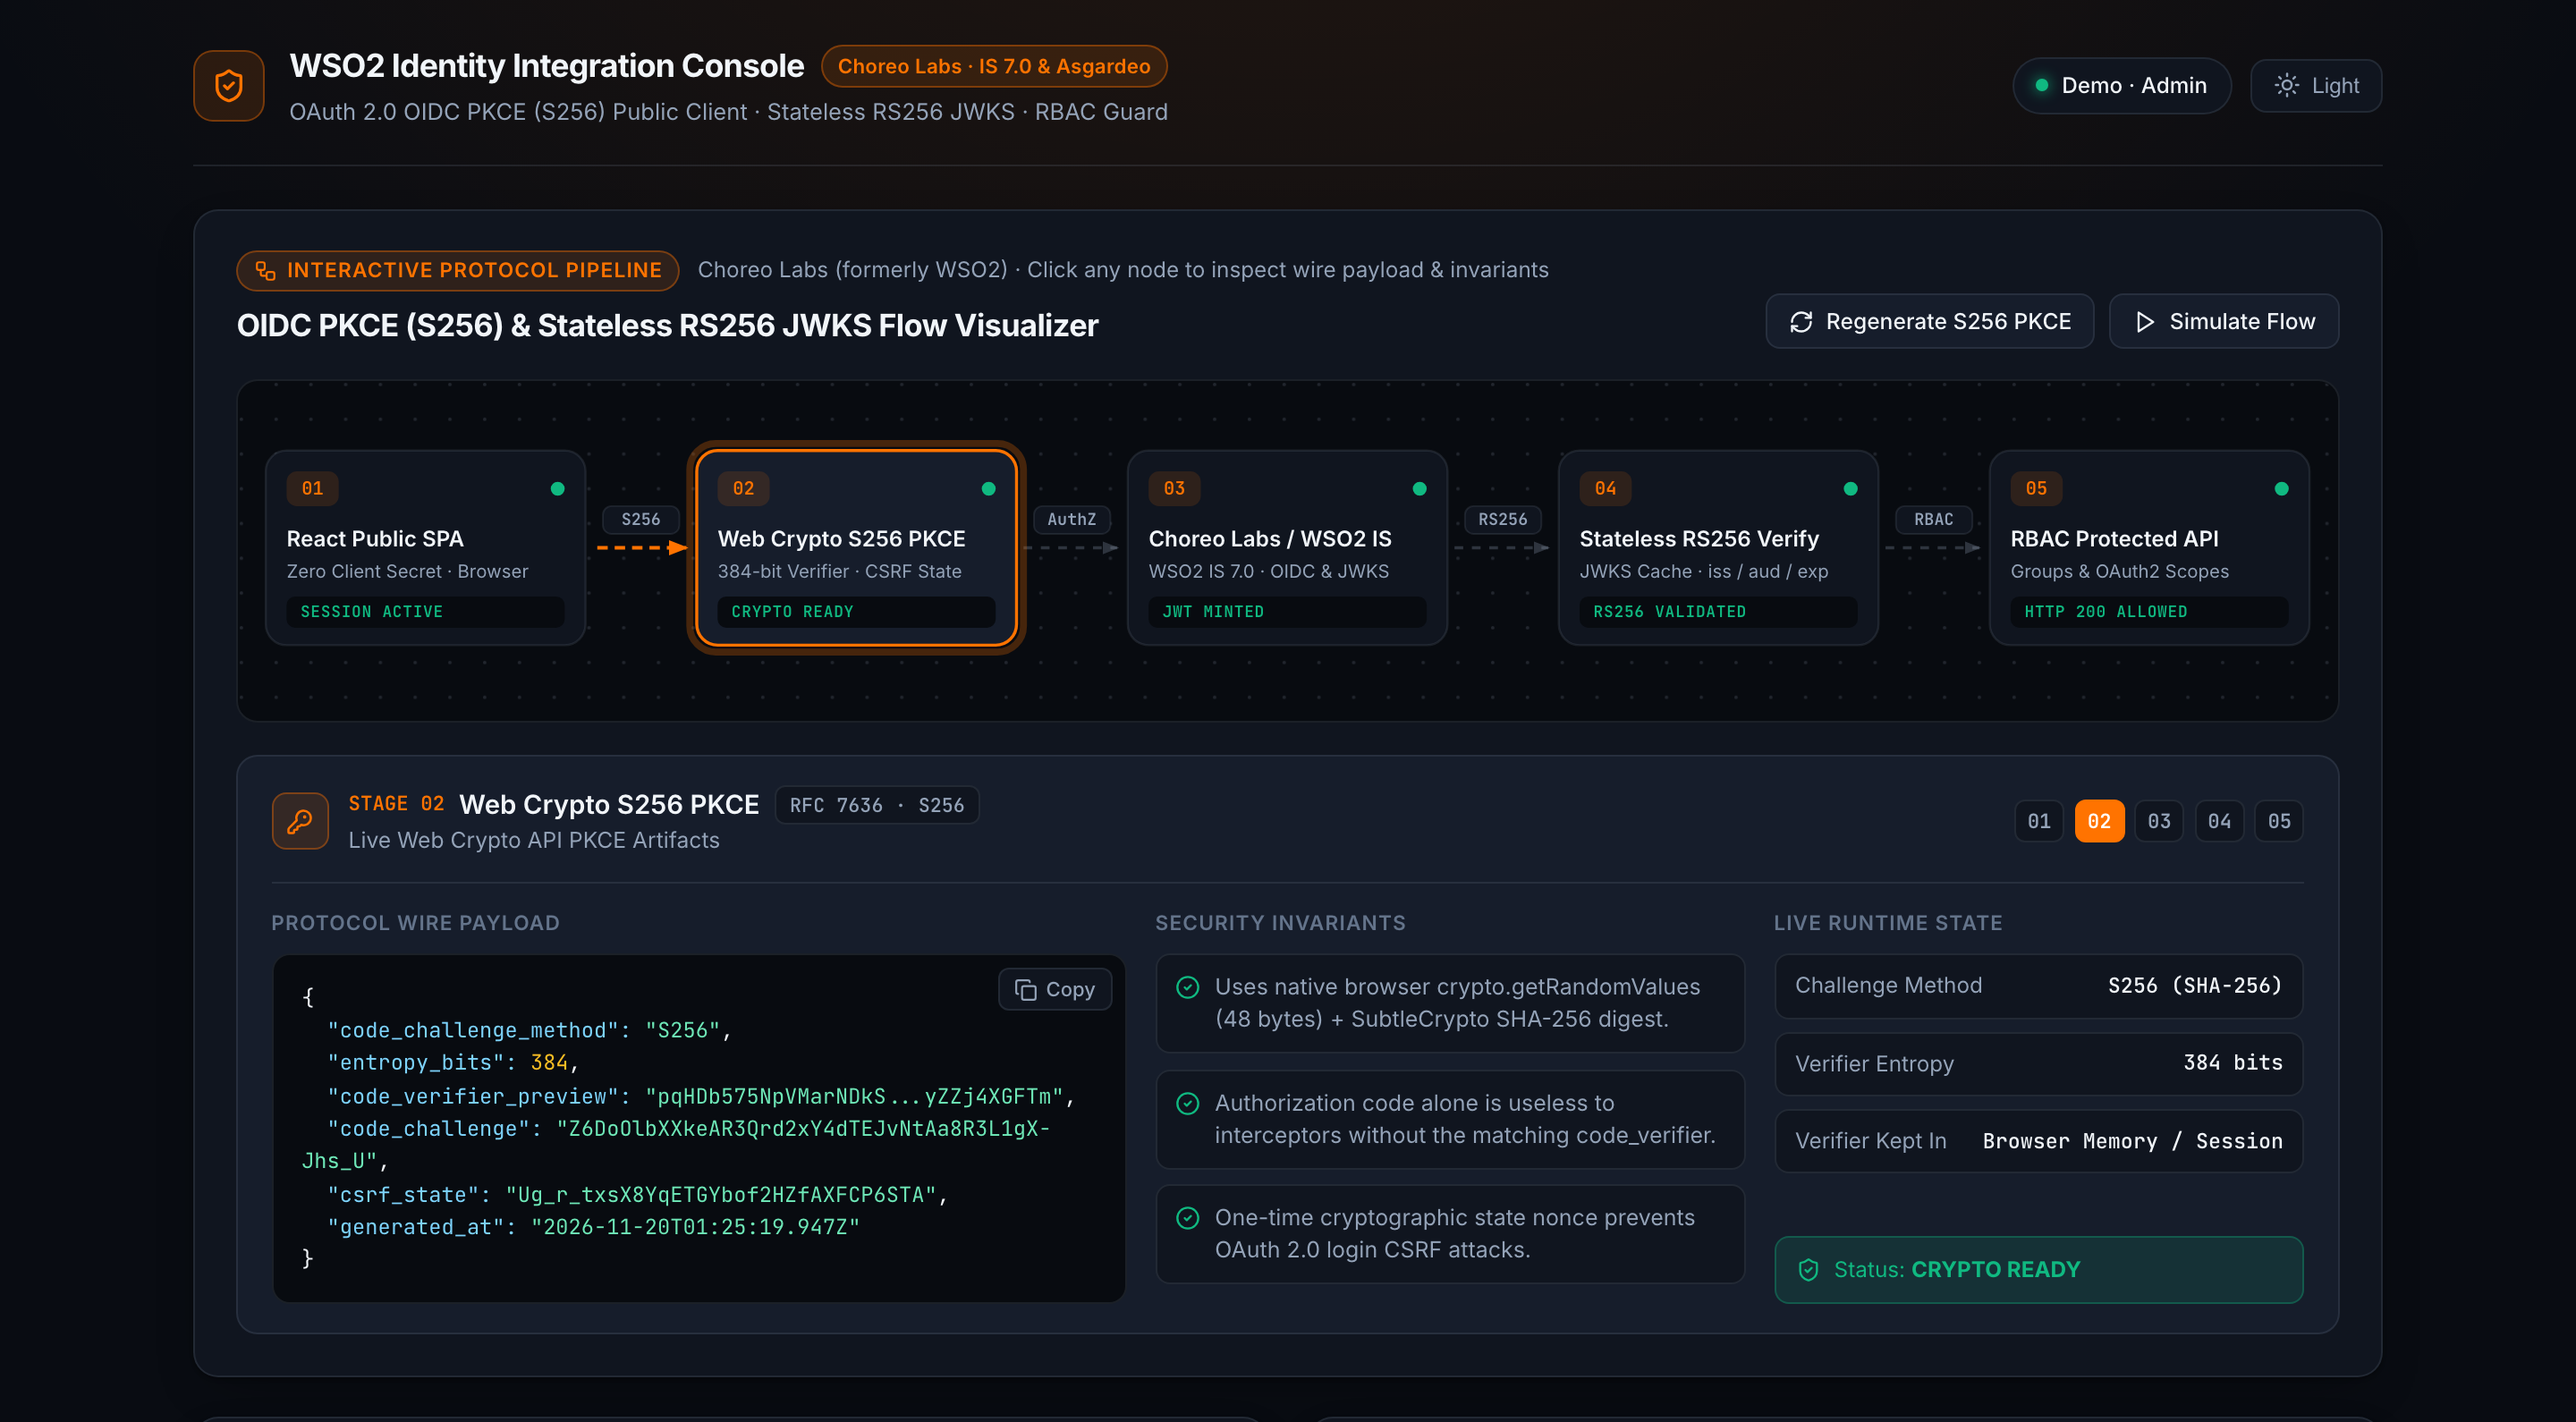 WSO2 Identity Integration Console
Choreo Labs · IS 7.0 & Asgardeo
OAuth 2.0 OIDC PKCE (S256) Public Client · Stateless RS256 JWKS · RBAC Guard
Demo · Admin
Light
INTERACTIVE PROTOCOL PIPELINE
Choreo Labs (formerly WSO2) · Click any node to inspect wire payload & invariants
OIDC PKCE (S256) & Stateless RS256 JWKS Flow Visualizer
Regenerate S256 PKCE
Simulate Flow
01
React Public SPA
Zero Client Secret · Browser
SESSION ACTIVE
S256
02
Web Crypto S256 PKCE
384-bit Verifier · CSRF State
CRYPTO READY
AuthZ
03
Choreo Labs / WSO2 IS
WSO2 IS 7.0 · OIDC & JWKS
JWT MINTED
RS256
04
Stateless RS256 Verify
JWKS Cache · iss / aud / exp
RS256 VALIDATED
RBAC
05
RBAC Protected API
Groups & OAuth2 Scopes
HTTP 200 ALLOWED
STAGE 02 Web Crypto S256 PKCE
RFC 7636 · S256
Live Web Crypto API PKCE Artifacts
01 02 03 04 05
PROTOCOL WIRE PAYLOAD
Copy
{
"code_challenge_method": "S256",
"entropy_bits": 384,
"code_verifier_preview": "pqHDb575NpVMarNDkS...yZZj4XGFTm",
"code_challenge": "Z6DoOlbXXkeAR3Qrd2xY4dTEJvNtAa8R3L1gX-
Jhs_U",
"csrf_state": "Ug_r_txsX8YqETGYbof2HZfAXFCP6STA",
"generated_at": "2026-11-20T01:25:19.947Z"
}
SECURITY INVARIANTS
Uses native browser crypto.getRandomValues
(48 bytes) + SubtleCrypto SHA-256 digest.
Authorization code alone is useless to
interceptors without the matching code_verifier.
One-time cryptographic state nonce prevents
OAuth 2.0 login CSRF attacks.
LIVE RUNTIME STATE
Challenge Method S256 (SHA-256)
Verifier Entropy 384 bits
Verifier Kept In Browser Memory / Session
Status: CRYPTO READY